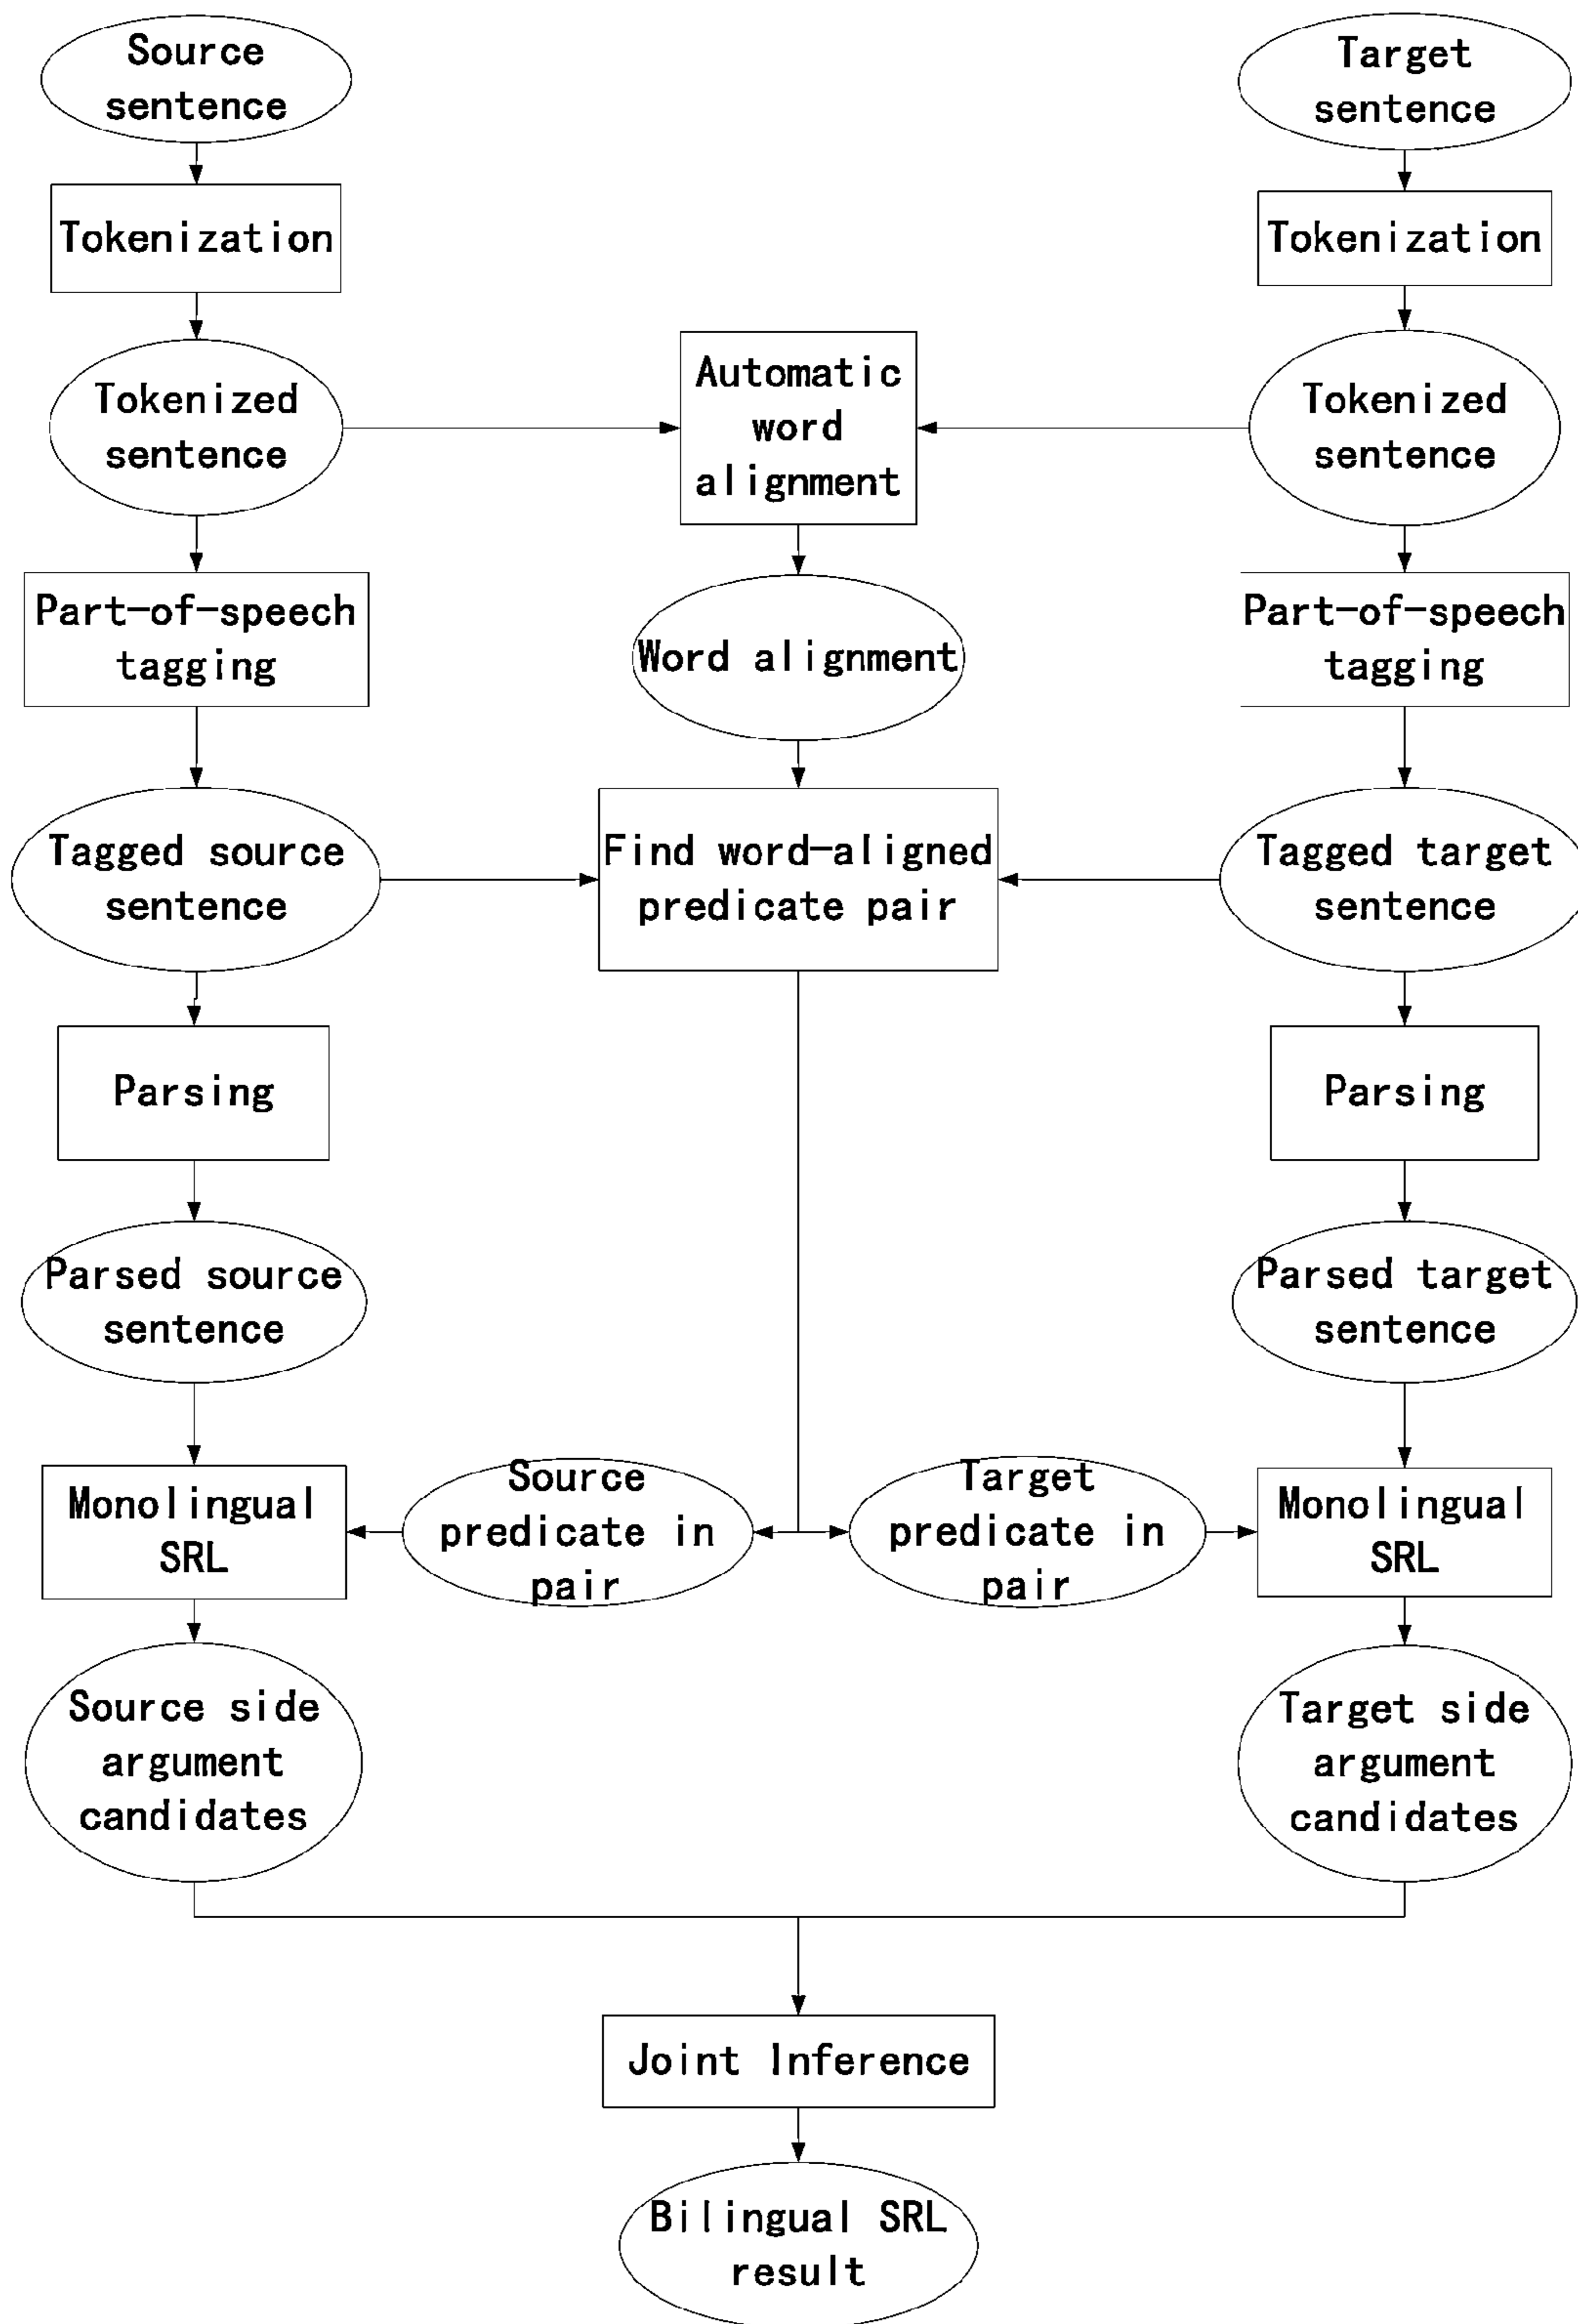 Source
sentence
Target
sentence
Tokenization
Tokenization
Tokenized
sentence
Automatic
word
alignment
Tokenized
sentence
Part-of-speech
tagging
Word alignment
Part-of-speech
tagging
Tagged source
sentence
Find word-aligned
predicate pair
Tagged target
sentence
Parsing
Parsing
Parsed source
sentence
Parsed target
sentence
Monolingual
SRL
Source
predicate in
pair
Target
predicate in
pair
Monolingual
SRL
Source side
argument
candidates
Target side
argument
candidates
Joint Inference
Bilingual SRL
result